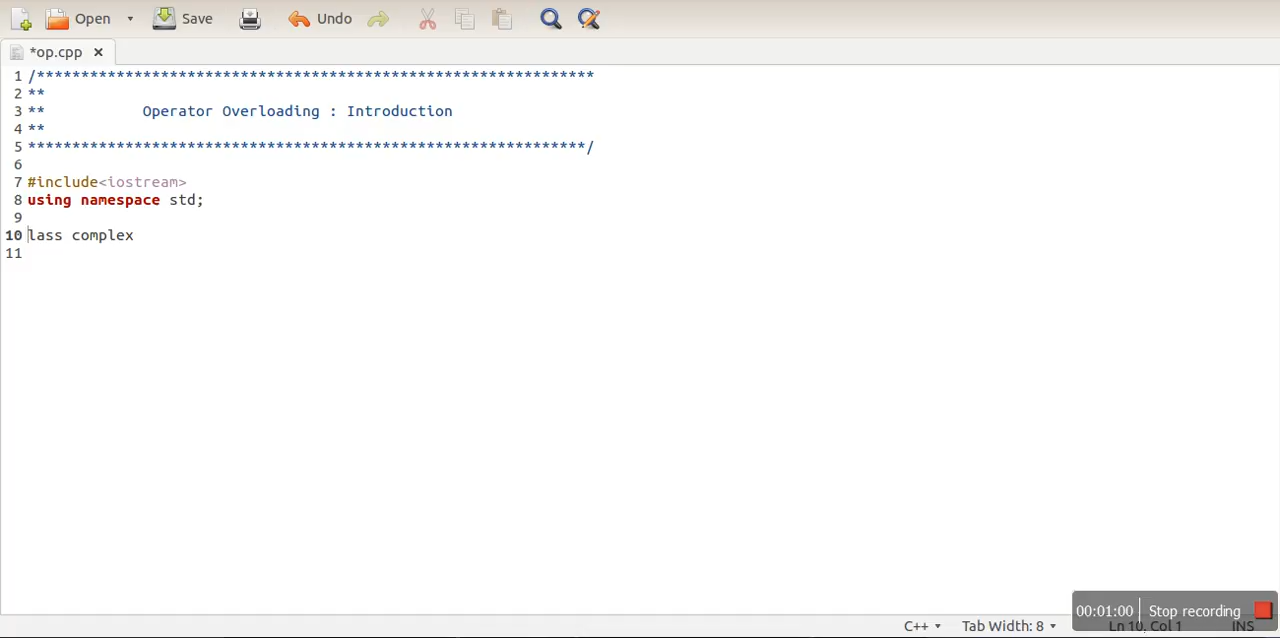 Open Save Undo
*op.cpp ×
1 /***************************************************************
2 **
3 ** Operator Overloading : Introduction
4 **
5 ***************************************************************/
6
7 #include<iostream>
8 using namespace std;
9
10 lass complex
11
C++ Tab Width: 8 Ln 10, Col 1 INS
00:01:00 Stop recording